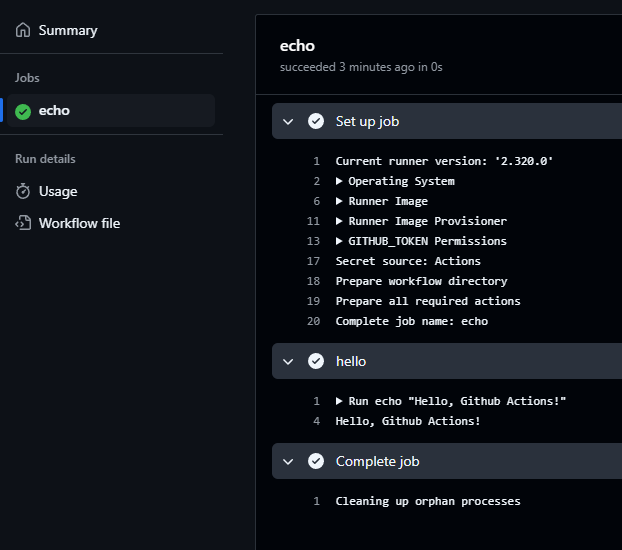 Summary
Jobs
echo
Run details
Usage
Workflow file
echo
succeeded 3 minutes ago in 0s
Set up job
1 Current runner version: '2.320.0'
2 ▶ Operating System
6 ▶ Runner Image
11 ▶ Runner Image Provisioner
13 ▶ GITHUB_TOKEN Permissions
17 Secret source: Actions
18 Prepare workflow directory
19 Prepare all required actions
20 Complete job name: echo
hello
1 ▶ Run echo "Hello, Github Actions!"
4 Hello, Github Actions!
Complete job
1 Cleaning up orphan processes